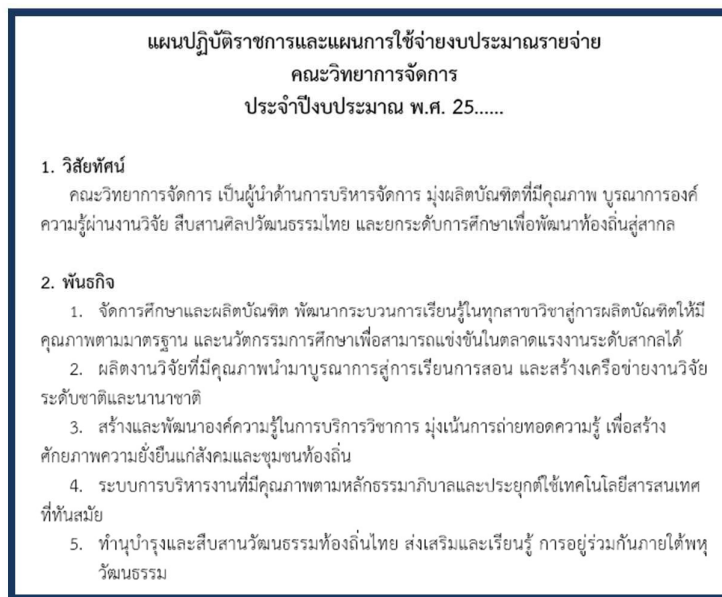 แผนปฏิบัติราชการและแผนการใช้จ่ายงบประมาณรายจ่าย
คณะวิทยาการจัดการ
ประจำปีงบประมาณ พ.ศ. 25......
1. วิสัยทัศน์
คณะวิทยาการจัดการ เป็นผู้นำด้านการบริหารจัดการ มุ่งผลิตบัณฑิตที่มีคุณภาพ บูรณาการองค์
ความรู้ผ่านงานวิจัย สืบสานศิลปวัฒนธรรมไทย และยกระดับการศึกษาเพื่อพัฒนาท้องถิ่นสู่สากล
2. พันธกิจ
1. จัดการศึกษาและผลิตบัณฑิต พัฒนากระบวนการเรียนรู้ในทุกสาขาวิชาสู่การผลิตบัณฑิตให้มี
คุณภาพตามมาตรฐาน และนวัตกรรมการศึกษาเพื่อสามารถแข่งขันในตลาดแรงงานระดับสากลได้
2. ผลิตงานวิจัยที่มีคุณภาพนำมาบูรณาการสู่การเรียนการสอน และสร้างเครือข่ายงานวิจัย
ระดับชาติและนานาชาติ
3. สร้างและพัฒนาองค์ความรู้ในการบริการวิชาการ มุ่งเน้นการถ่ายทอดความรู้ เพื่อสร้าง
ศักยภาพความยั่งยืนแก่สังคมและชุมชนท้องถิ่น
4. ระบบการบริหารงานที่มีคุณภาพตามหลักธรรมาภิบาลและประยุกต์ใช้เทคโนโลยีสารสนเทศ
ที่ทันสมัย
5. ทำนุบำรุงและสืบสานวัฒนธรรมท้องถิ่นไทย ส่งเสริมและเรียนรู้ การอยู่ร่วมกันภายใต้พหุ
วัฒนธรรม